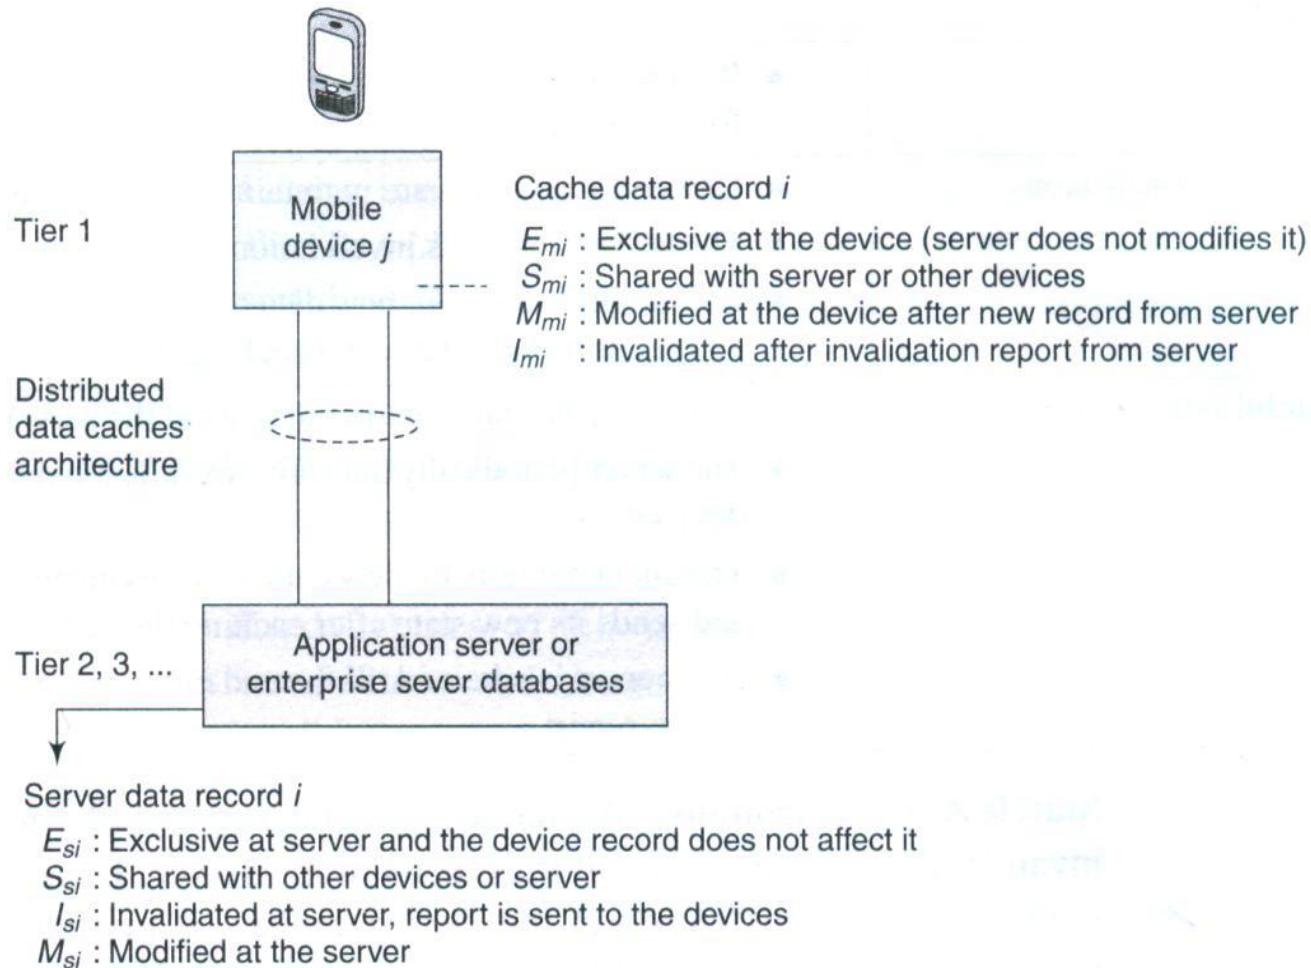 Tier 1
Mobile
device j
Cache data record i
E_mi : Exclusive at the device (server does not modifies it)
S_mi : Shared with server or other devices
M_mi : Modified at the device after new record from server
I_mi : Invalidated after invalidation report from server
Distributed
data caches
architecture
Tier 2, 3, ...
Application server or
enterprise sever databases
Server data record i
E_si : Exclusive at server and the device record does not affect it
S_si : Shared with other devices or server
I_si : Invalidated at server, report is sent to the devices
M_si : Modified at the server